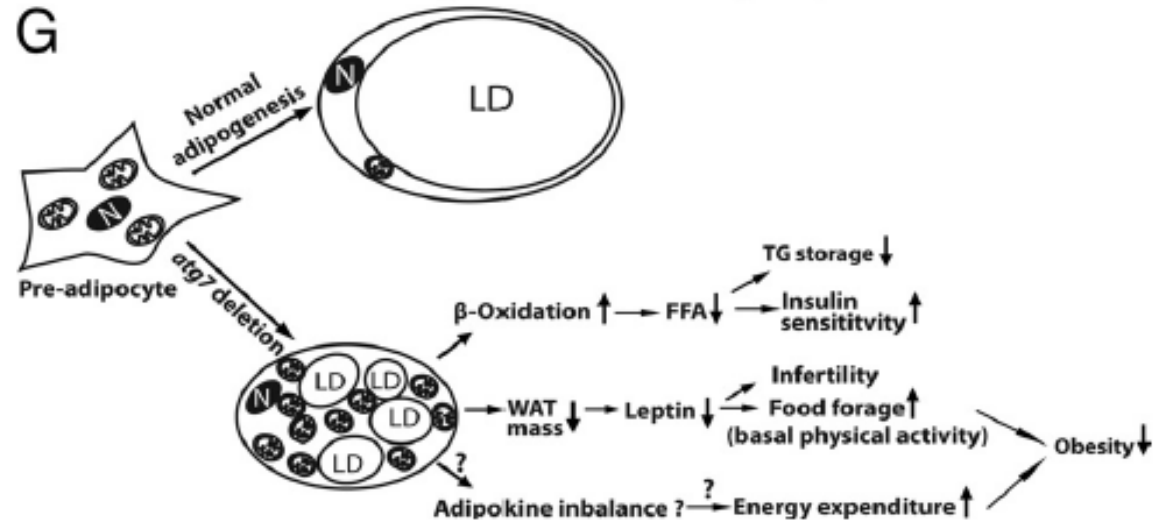 G
N
LD
Normal
adipogenesis
N
Pre-adipocyte
atg7 deletion
TG storage ↓
β-Oxidation ↑ → FFA ↓ → Insulin
sensititvity ↑
LD LD
N
LD
LD
Infertility
WAT ↓ → Leptin ↓ → Food forage ↑
mass
(basal physical activity)
Obesity ↓
?
Adipokine inbalance ? → Energy expenditure ↑
?